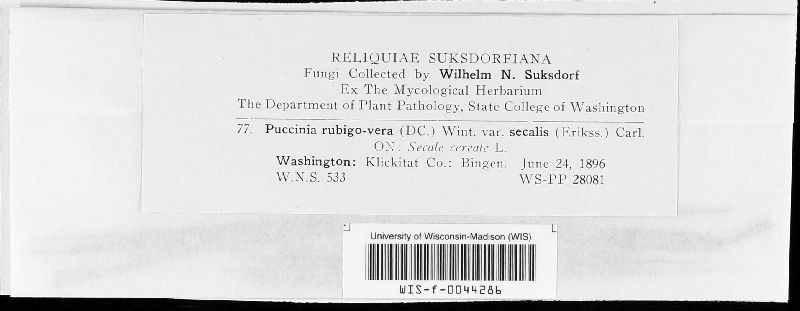 RELIQUIAE SUKSDORFIANA
Fungi Collected by Wilhelm N. Suksdorf
Ex The Mycological Herbarium
The Department of Plant Pathology, State College of Washington
77. Puccinia rubigo-vera (DC.) Wint. var. secalis (Erikss.) Carl.
ON: Secale cereale L.
Washington: Klickitat Co.: Bingen. June 24, 1896
W.N.S. 533 WS-PP 28081
University of Wisconsin-Madison (WIS)
WIS-f-0044286